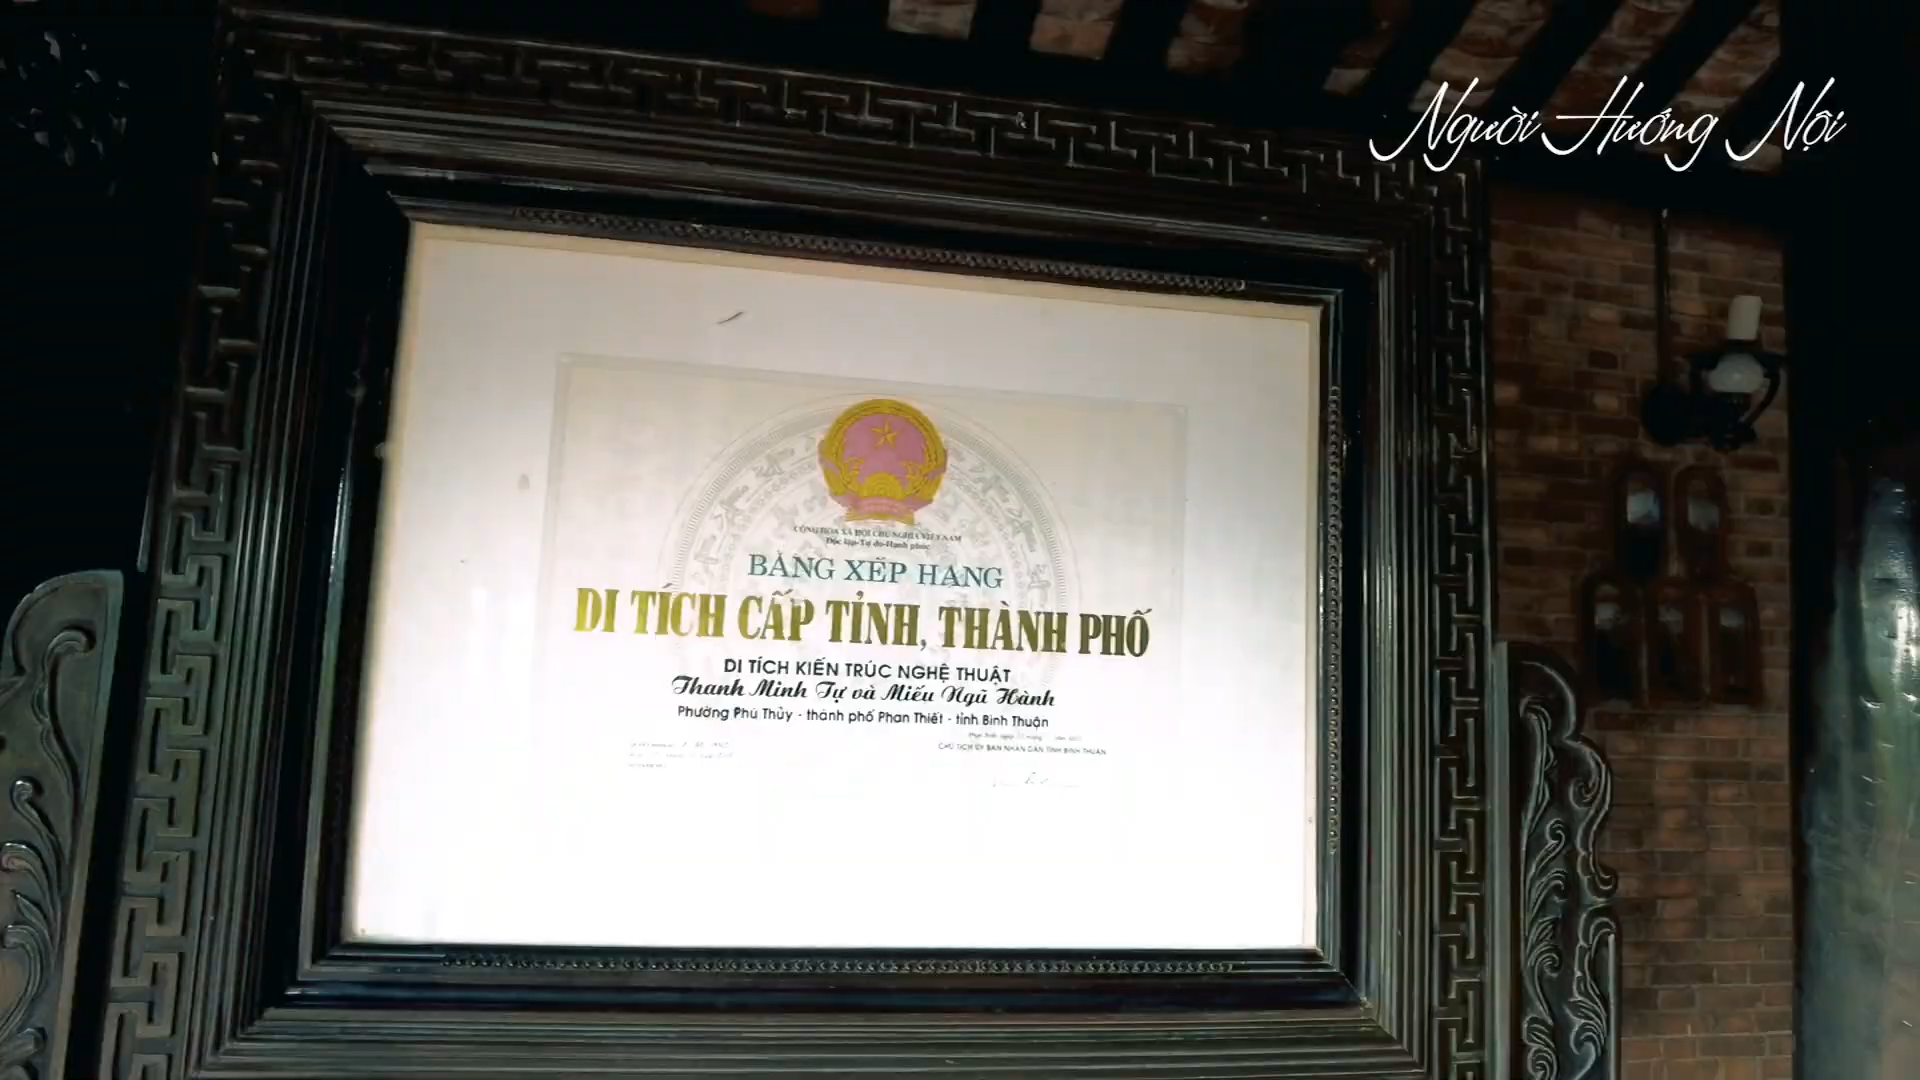 Người Hướng Nội
CỘNG HÒA XÃ HỘI CHỦ NGHĨA VIỆT NAM
Độc lập-Tự do-Hạnh phúc
BẰNG XẾP HẠNG
DI TÍCH CẤP TỈNH, THÀNH PHỐ
DI TÍCH KIẾN TRÚC NGHỆ THUẬT
Thanh Minh Tự và Miếu Ngũ Hành
Phường Phú Thủy - thành phố Phan Thiết - tỉnh Bình Thuận
CHỦ TỊCH ỦY BAN NHÂN DÂN TỈNH BÌNH THUẬN